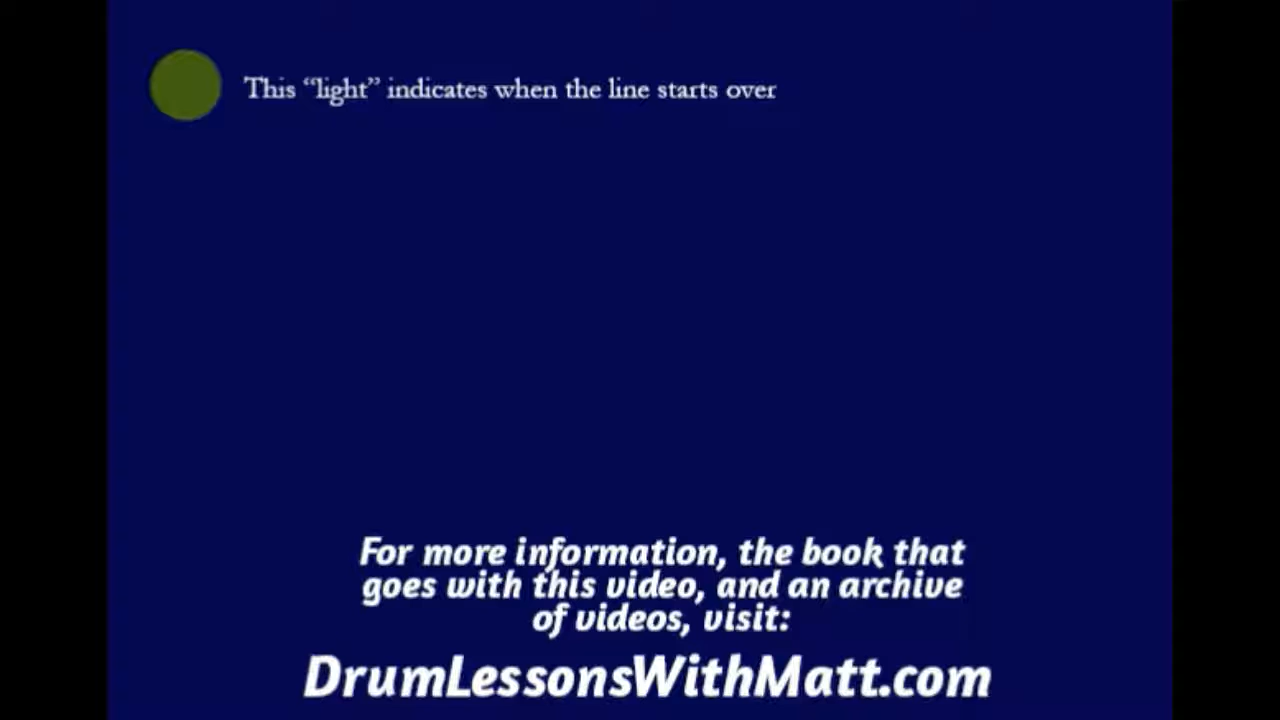 This “light” indicates when the line starts over
For more information, the book that
goes with this video, and an archive
of videos, visit:
DrumLessonsWithMatt.com